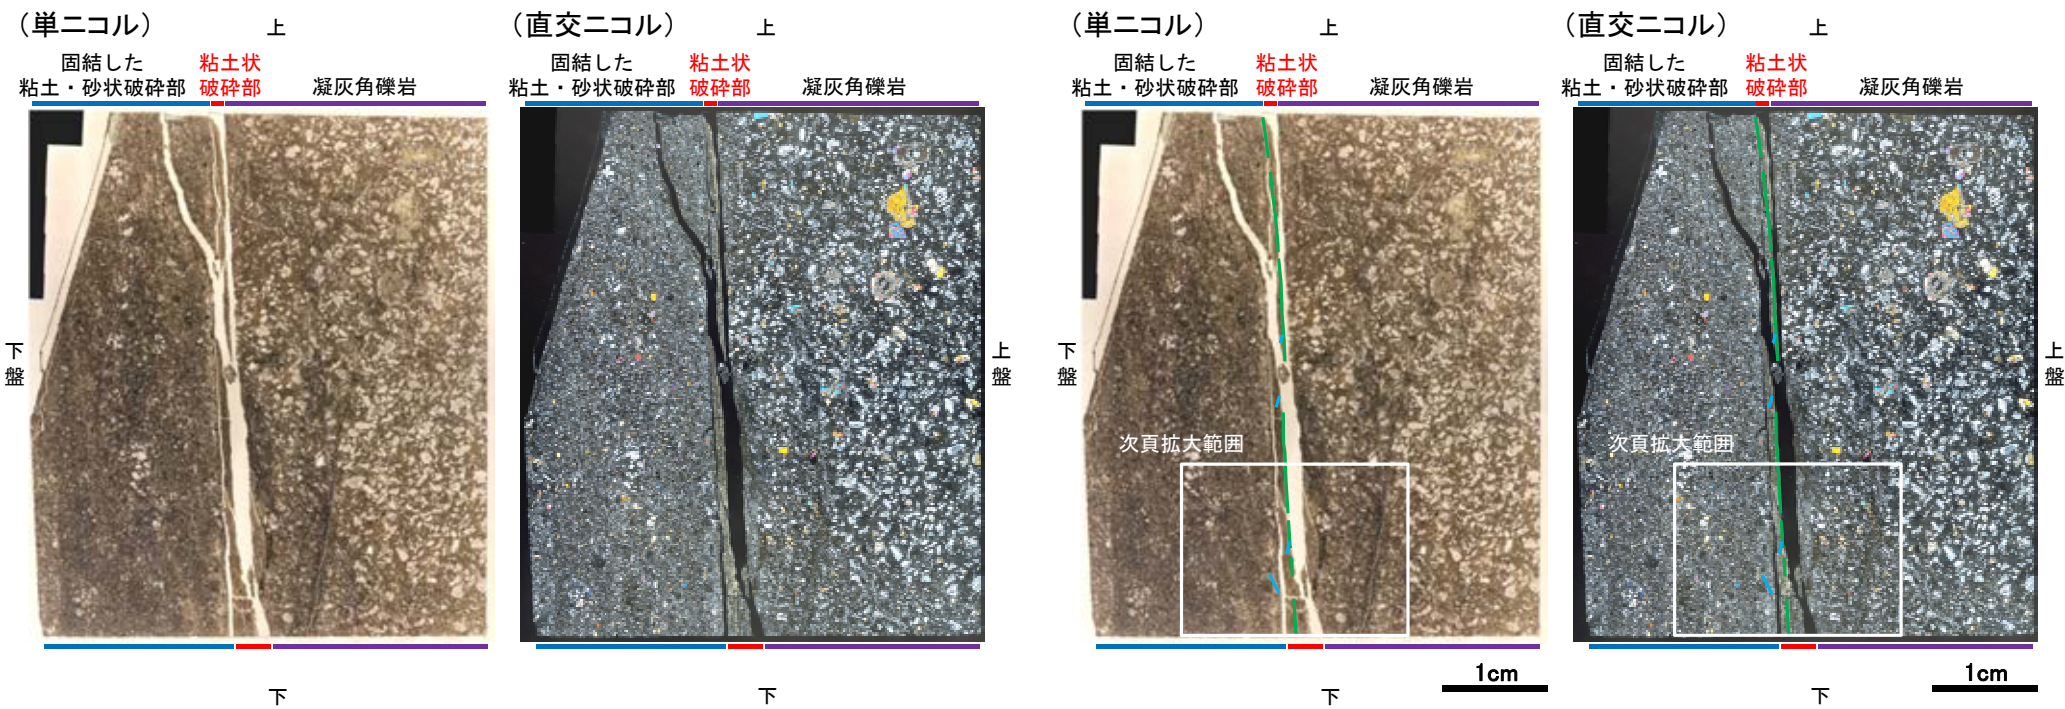 （単ニコル）
上
固結した
粘土・砂状破砕部
粘土状
破砕部
凝灰角礫岩
下盤
下
（直交ニコル）
上
固結した
粘土・砂状破砕部
粘土状
破砕部
凝灰角礫岩
上盤
下
（単ニコル）
上
固結した
粘土・砂状破砕部
粘土状
破砕部
凝灰角礫岩
下盤
次頁拡大範囲
1cm
下
（直交ニコル）
上
固結した
粘土・砂状破砕部
粘土状
破砕部
凝灰角礫岩
上盤
次頁拡大範囲
1cm
下